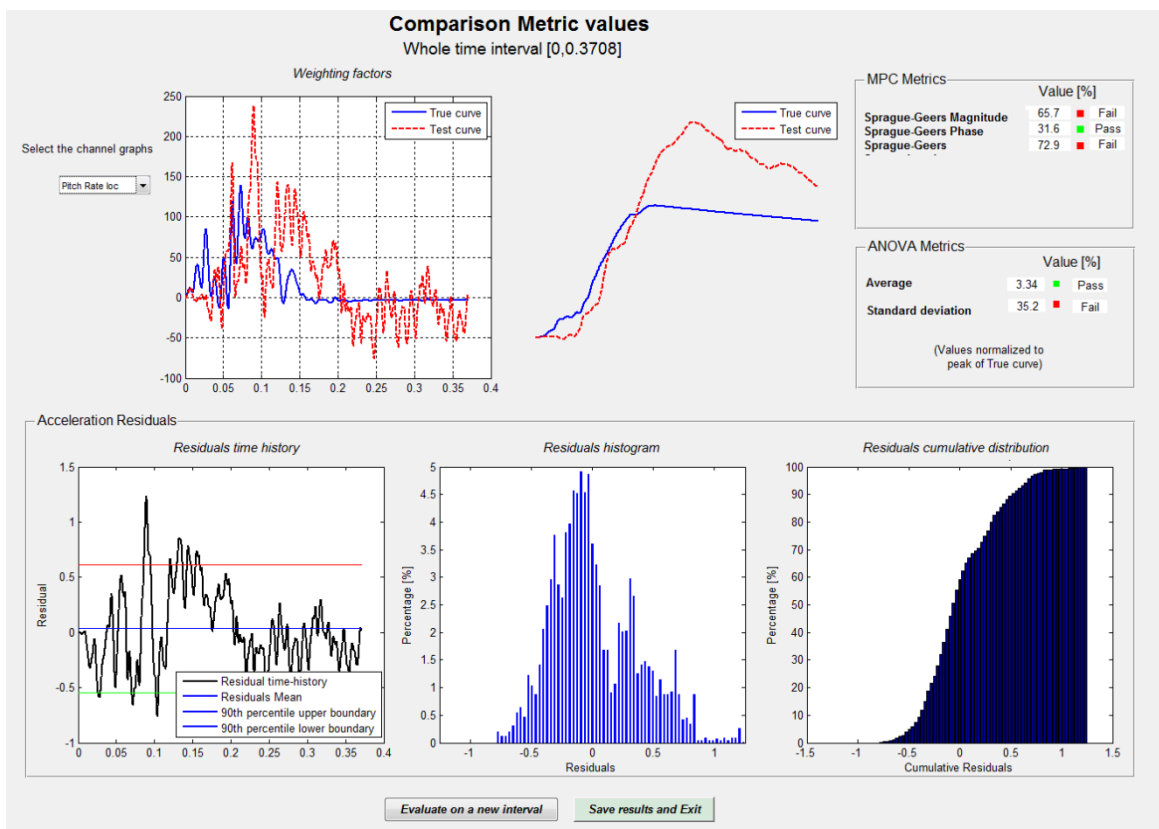 Comparison Metric values
Whole time interval [0,0.3708]
Weighting factors
Select the channel graphs
Pitch Rate loc
250
200
150
100
50
0
-50
-100
0 0.05 0.1 0.15 0.2 0.25 0.3 0.35 0.4
True curve
Test curve
True curve
Test curve
MPC Metrics
Value [%]
Sprague-Geers Magnitude 65.7 Fail
Sprague-Geers Phase 31.6 Pass
Sprague-Geers 72.9 Fail
ANOVA Metrics
Value [%]
Average 3.34 Pass
Standard deviation 35.2 Fail
(Values normalized to
peak of True curve)
Acceleration Residuals
Residuals time history
1.5
1
0.5
0
-0.5
-1
Residual
0 0.05 0.1 0.15 0.2 0.25 0.3 0.35 0.4
Residual time-history
Residuals Mean
90th percentile upper boundary
90th percentile lower boundary
Residuals histogram
5
4.5
4
3.5
3
2.5
2
1.5
1
0.5
0
Percentage [%]
-1 -0.5 0 0.5 1
Residuals
Residuals cumulative distribution
100
90
80
70
60
50
40
30
20
10
0
Percentage [%]
-1.5 -1 -0.5 0 0.5 1 1.5
Cumulative Residuals
Evaluate on a new interval
Save results and Exit